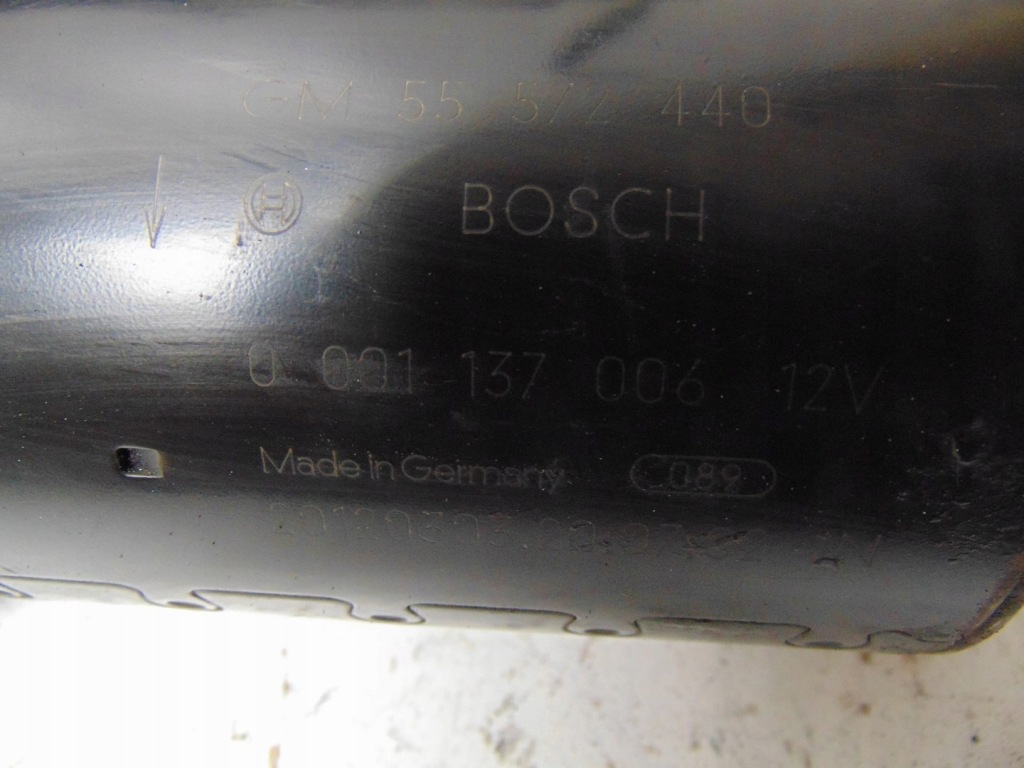 GM 55 572 440
BOSCH
0 001 137 006 12V
Made in Germany 089